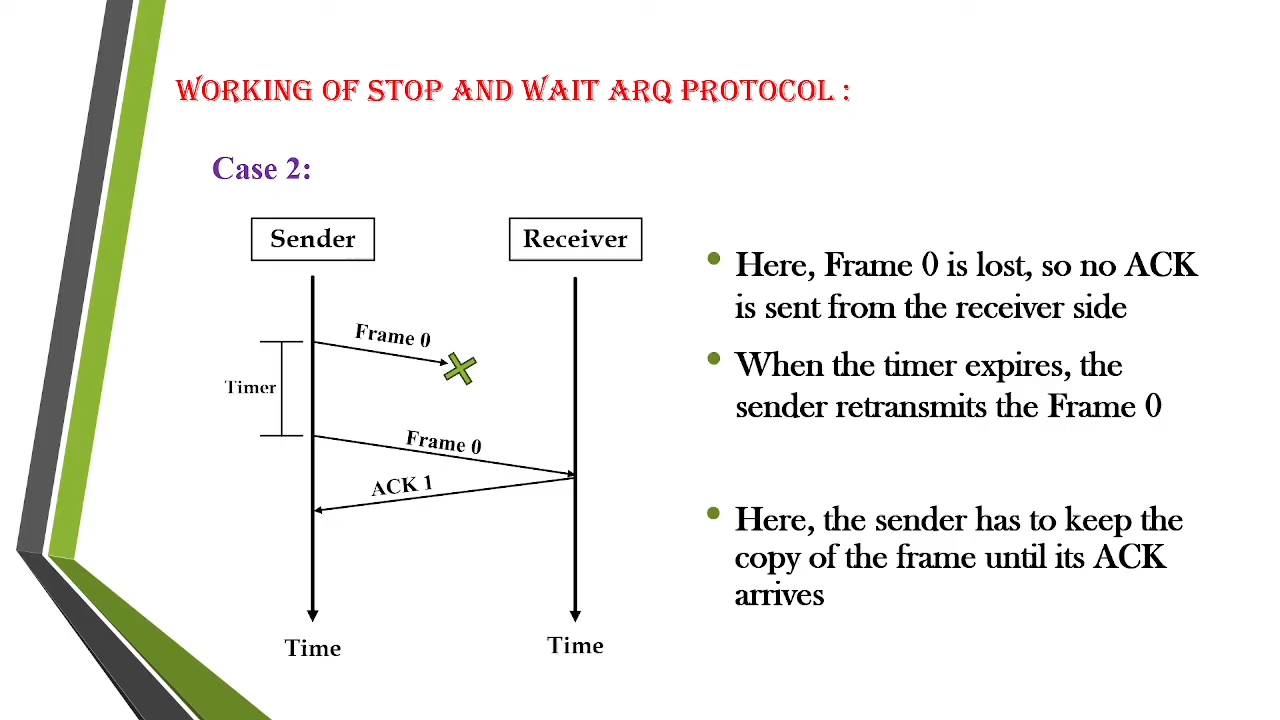 WORKING OF STOP AND WAIT ARQ PROTOCOL :
Case 2:
Sender
Receiver
Frame 0
Timer
Frame 0
ACK 1
Time
Time
• Here, Frame 0 is lost, so no ACK
is sent from the receiver side
• When the timer expires, the
sender retransmits the Frame 0
• Here, the sender has to keep the
copy of the frame until its ACK
arrives